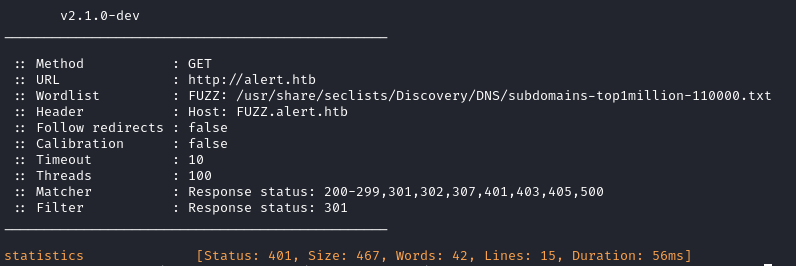 v2.1.0-dev
________________________________________________
:: Method : GET
:: URL : http://alert.htb
:: Wordlist : FUZZ: /usr/share/seclists/Discovery/DNS/subdomains-top1million-110000.txt
:: Header : Host: FUZZ.alert.htb
:: Follow redirects : false
:: Calibration : false
:: Timeout : 10
:: Threads : 100
:: Matcher : Response status: 200-299,301,302,307,401,403,405,500
:: Filter : Response status: 301
________________________________________________
statistics [Status: 401, Size: 467, Words: 42, Lines: 15, Duration: 56ms]